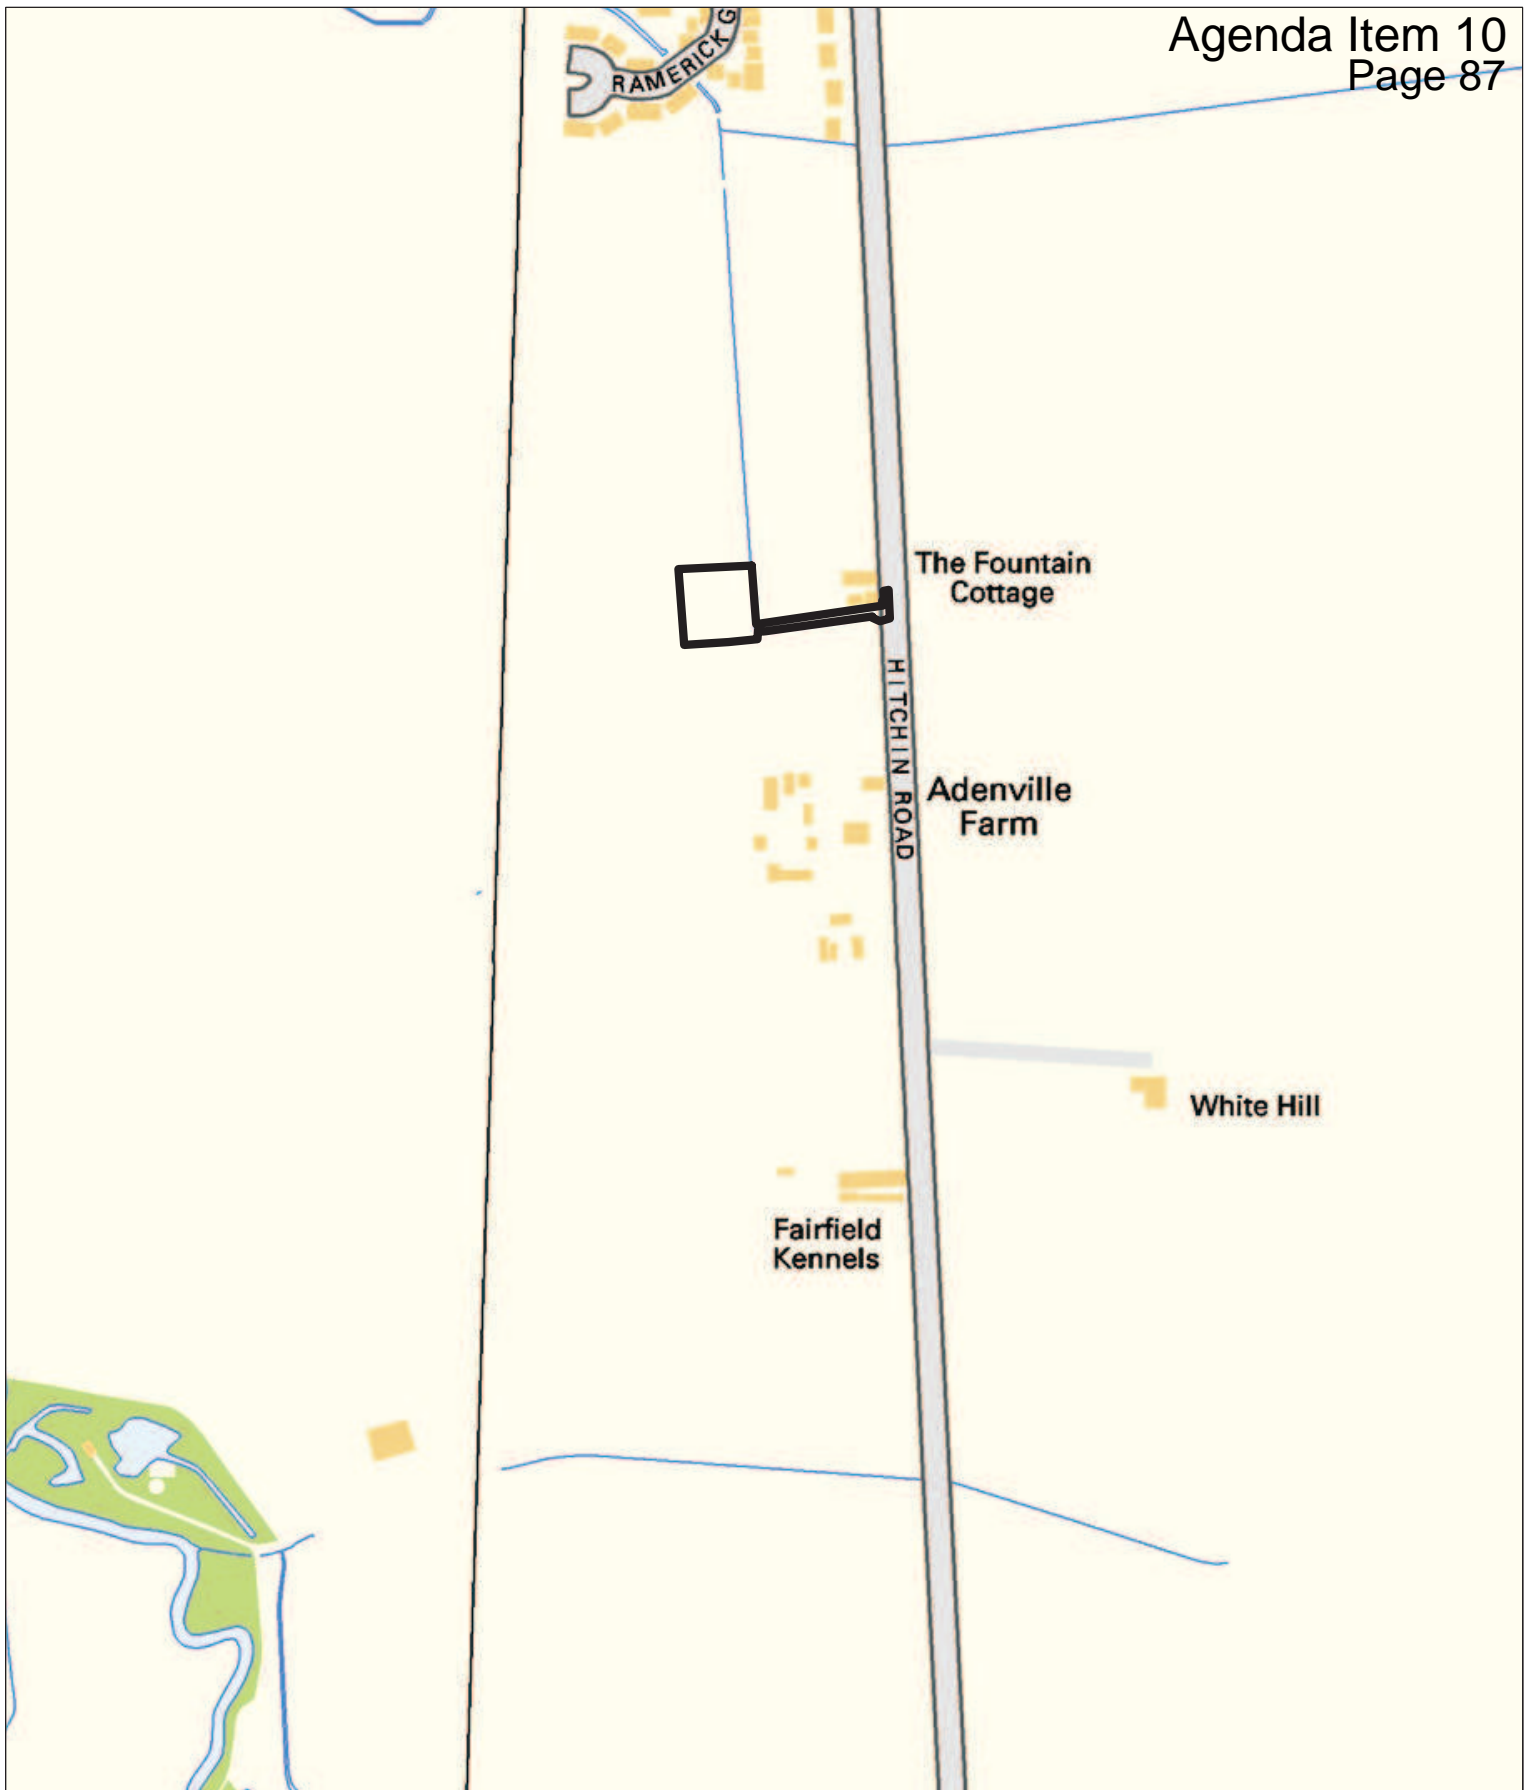 Agenda Item 10
Page 87
RAMERICK G
The Fountain
Cottage
HITCHIN ROAD
Adenville
Farm
White Hill
Fairfield
Kennels